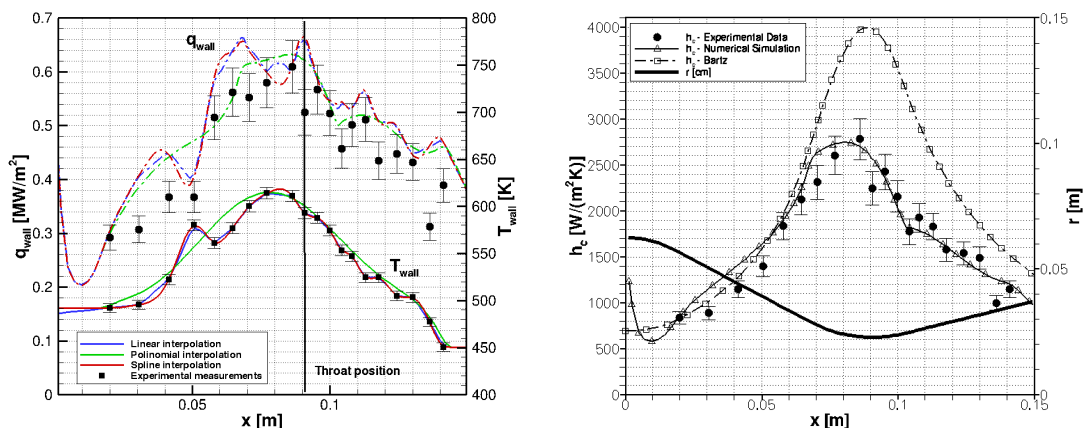 q_wall
T_wall
Throat position
Linear interpolation
Polinomial interpolation
Spline interpolation
Experimental measurements
q_wall [MW/m²]
0.7
0.6
0.5
0.4
0.3
0.2
0.1
0
T_wall [K]
800
750
700
650
600
550
500
450
400
0.05
0.1
x [m]
h_c - Experimental Data
h_c - Numerical Simulation
h_c - Bartz
r [cm]
h_c [W/(m²K)]
4000
3500
3000
2500
2000
1500
1000
500
0
r [m]
0.15
0.1
0.05
0
0
0.05
0.1
0.15
x [m]